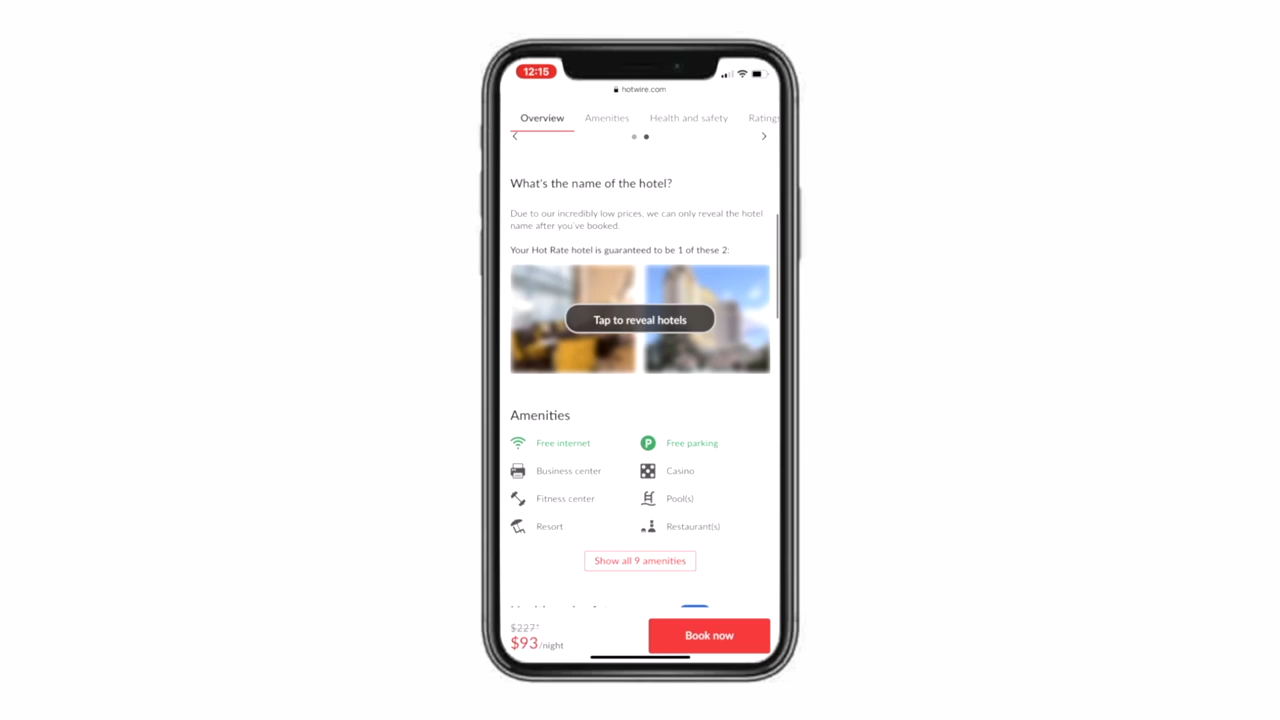 12:15
hotwire.com
Overview Amenities Health and safety Ratings
What's the name of the hotel?
Due to our incredibly low prices, we can only reveal the hotel
name after you've booked.
Your Hot Rate hotel is guaranteed to be 1 of these 2:
Tap to reveal hotels
Amenities
Free internet P Free parking
Business center Casino
Fitness center Pool(s)
Resort Restaurant(s)
Show all 9 amenities
$227*
$93/night
Book now